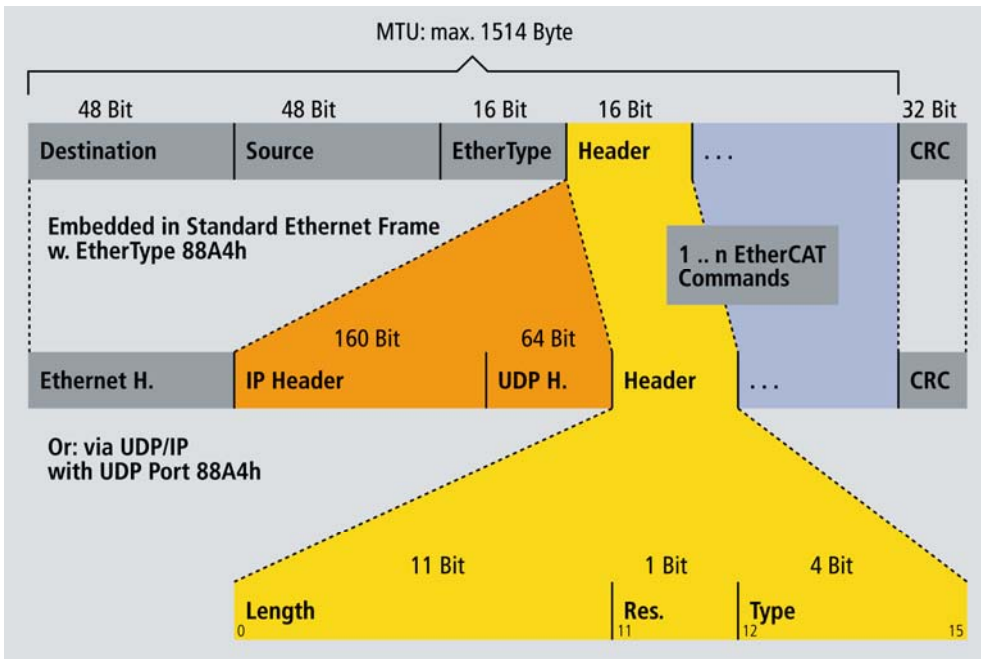 MTU: max. 1514 Byte
48 Bit 48 Bit 16 Bit 16 Bit 32 Bit
Destination Source EtherType Header ... CRC
Embedded in Standard Ethernet Frame
w. EtherType 88A4h
1 .. n EtherCAT
Commands
160 Bit 64 Bit
Ethernet H. IP Header UDP H. Header ... CRC
Or: via UDP/IP
with UDP Port 88A4h
11 Bit 1 Bit 4 Bit
Length Res. Type
0 11 12 15